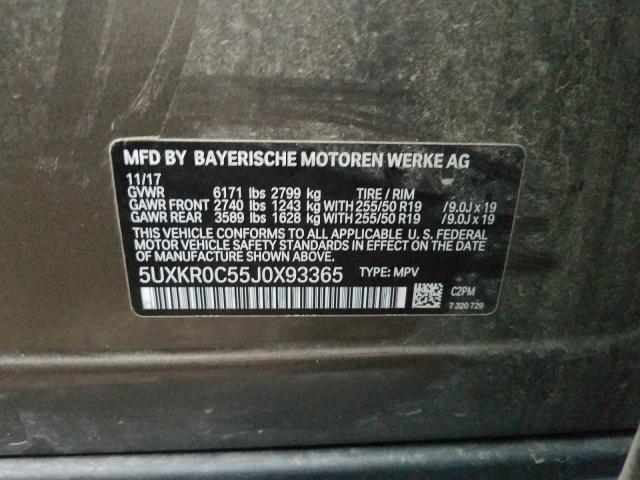 MFD BY BAYERISCHE MOTOREN WERKE AG
11/17
GVWR 6171 lbs 2799 kg TIRE / RIM
GAWR FRONT 2740 lbs 1243 kg WITH 255/50 R19 /9.0J x 19
GAWR REAR 3589 lbs 1628 kg WITH 255/50 R19 /9.0J x 19
THIS VEHICLE CONFORMS TO ALL APPLICABLE U.S. FEDERAL
MOTOR VEHICLE SAFETY STANDARDS IN EFFECT ON THE
DATE OF MANUFACTURE SHOWN ABOVE.
5UXKR0C55J0X93365 TYPE: MPV
C2PM
7 320 729